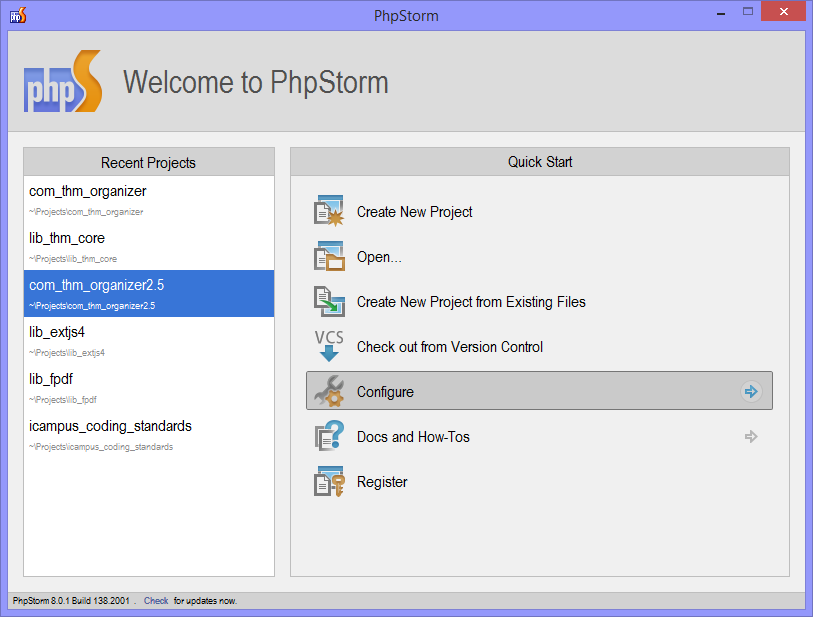 php
PhpStorm
phpS
Welcome to PhpStorm
Recent Projects
com_thm_organizer
~\Projects\com_thm_organizer
lib_thm_core
~\Projects\lib_thm_core
com_thm_organizer2.5
~\Projects\com_thm_organizer2.5
lib_extjs4
~\Projects\lib_extjs4
lib_fpdf
~\Projects\lib_fpdf
icampus_coding_standards
~\Projects\icampus_coding_standards
Quick Start
Create New Project
Open...
Create New Project from Existing Files
VCS
Check out from Version Control
Configure
Docs and How-Tos
Register
PhpStorm 8.0.1 Build 138.2001 . Check for updates now.